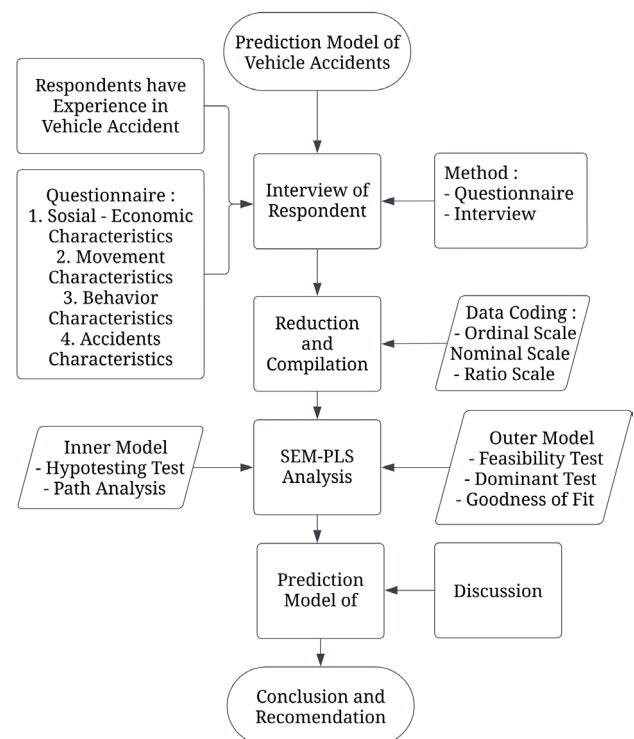 Prediction Model of
Vehicle Accidents
Respondents have
Experience in
Vehicle Accident
Questionnaire :
1. Sosial - Economic
Characteristics
2. Movement
Characteristics
3. Behavior
Characteristics
4. Accidents
Characteristics
Interview of
Respondent
Method :
- Questionnaire
- Interview
Reduction
and
Compilation
Data Coding :
- Ordinal Scale
Nominal Scale
- Ratio Scale
Inner Model
- Hypotesting Test
- Path Analysis
SEM-PLS
Analysis
Outer Model
- Feasibility Test
- Dominant Test
- Goodness of Fit
Prediction
Model of
Discussion
Conclusion and
Recomendation